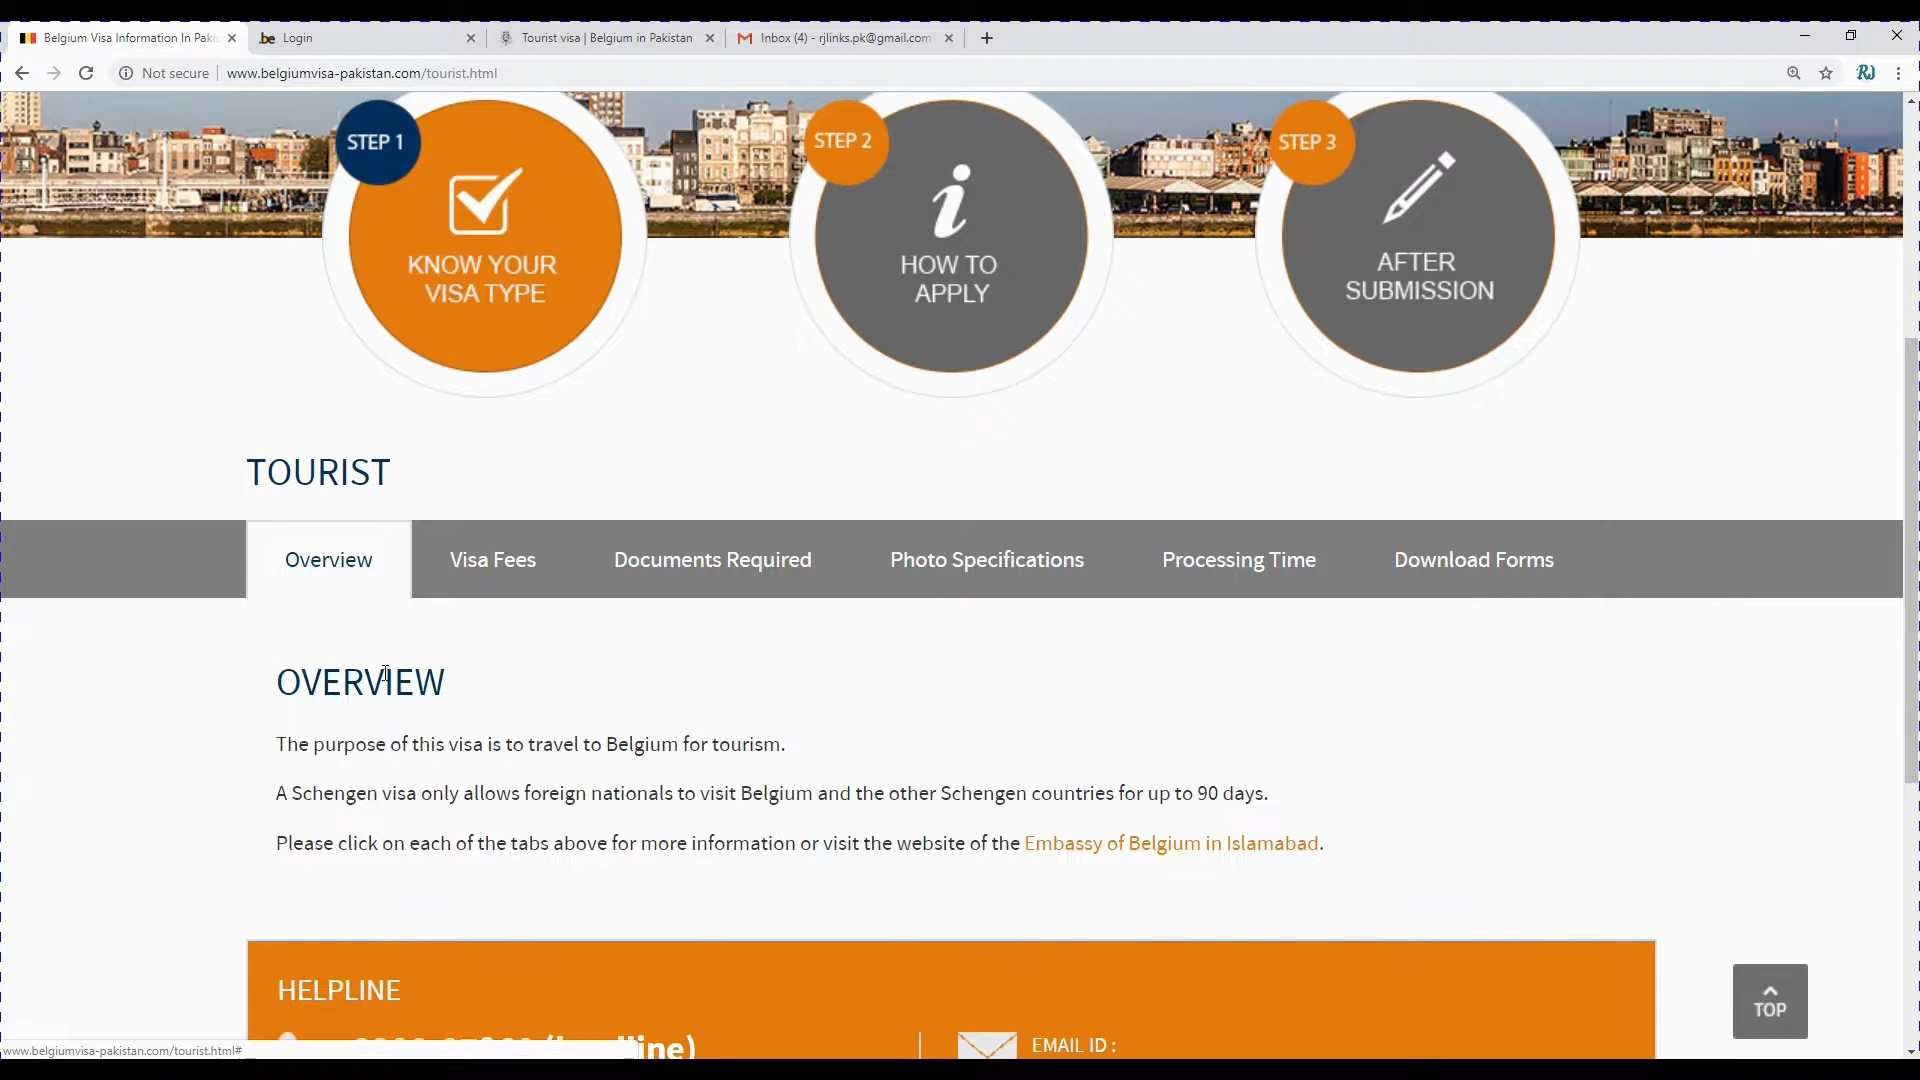 Belgium Visa Information In Pakis
.be Login
Tourist visa | Belgium in Pakistan
Inbox (4) - rjlinks.pk@gmail.com
Not secure www.belgiumvisa-pakistan.com/tourist.html
RJ
STEP 1
KNOW YOUR
VISA TYPE
STEP 2
HOW TO
APPLY
STEP 3
AFTER
SUBMISSION
TOURIST
Overview Visa Fees Documents Required Photo Specifications Processing Time Download Forms
OVERVIEW
The purpose of this visa is to travel to Belgium for tourism.
A Schengen visa only allows foreign nationals to visit Belgium and the other Schengen countries for up to 90 days.
Please click on each of the tabs above for more information or visit the website of the Embassy of Belgium in Islamabad.
HELPLINE
EMAIL ID :
TOP
www.belgiumvisa-pakistan.com/tourist.html#